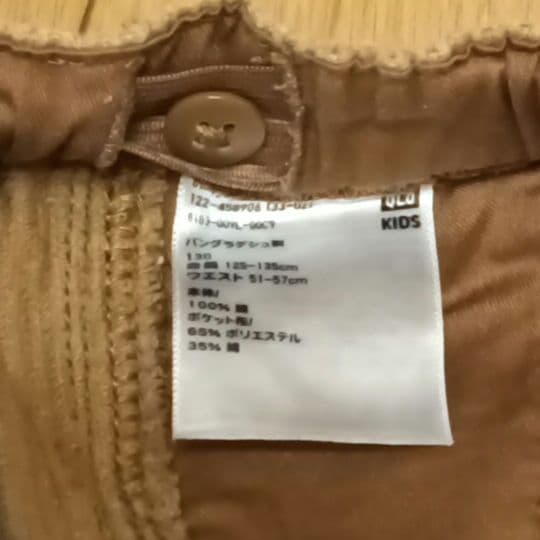 122-458906
QLO
KIDS
バングラデシュ製
130
身長 125-135cm
ウエスト 51-57cm
本体/
100% 綿
ポケット布/
65% ポリエステル
35% 綿